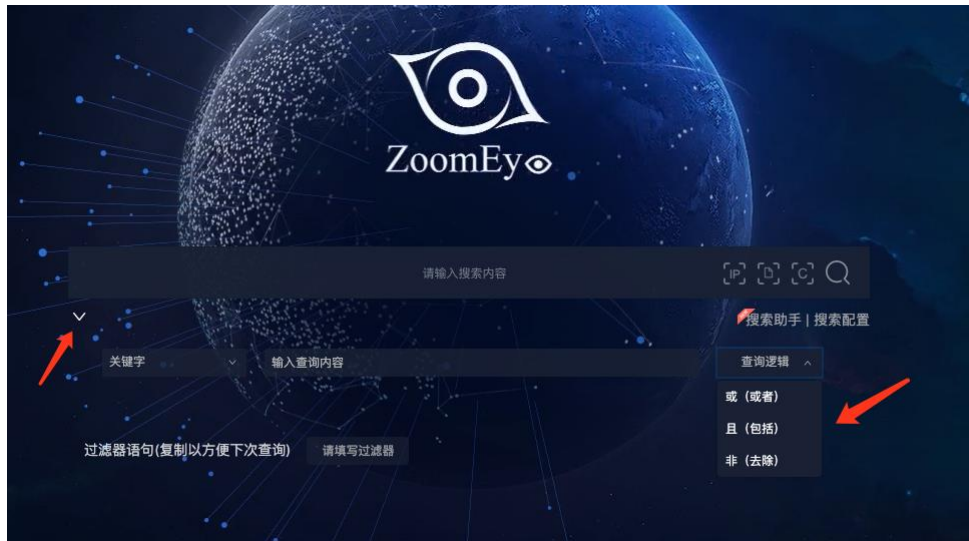 ZoomEye
请输入搜索内容
IP D C
搜索助手 | 搜索配置
关键字 输入查询内容 查询逻辑
或（或者）
且（包括）
非（去除）
过滤器语句(复制以方便下次查询) 请填写过滤器